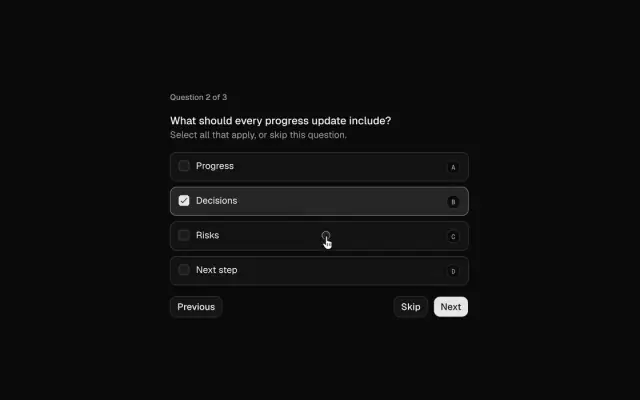 Question 2 of 3
What should every progress update include?
Select all that apply, or skip this question.
Progress A
Decisions B
Risks C
Next step D
Previous Skip Next